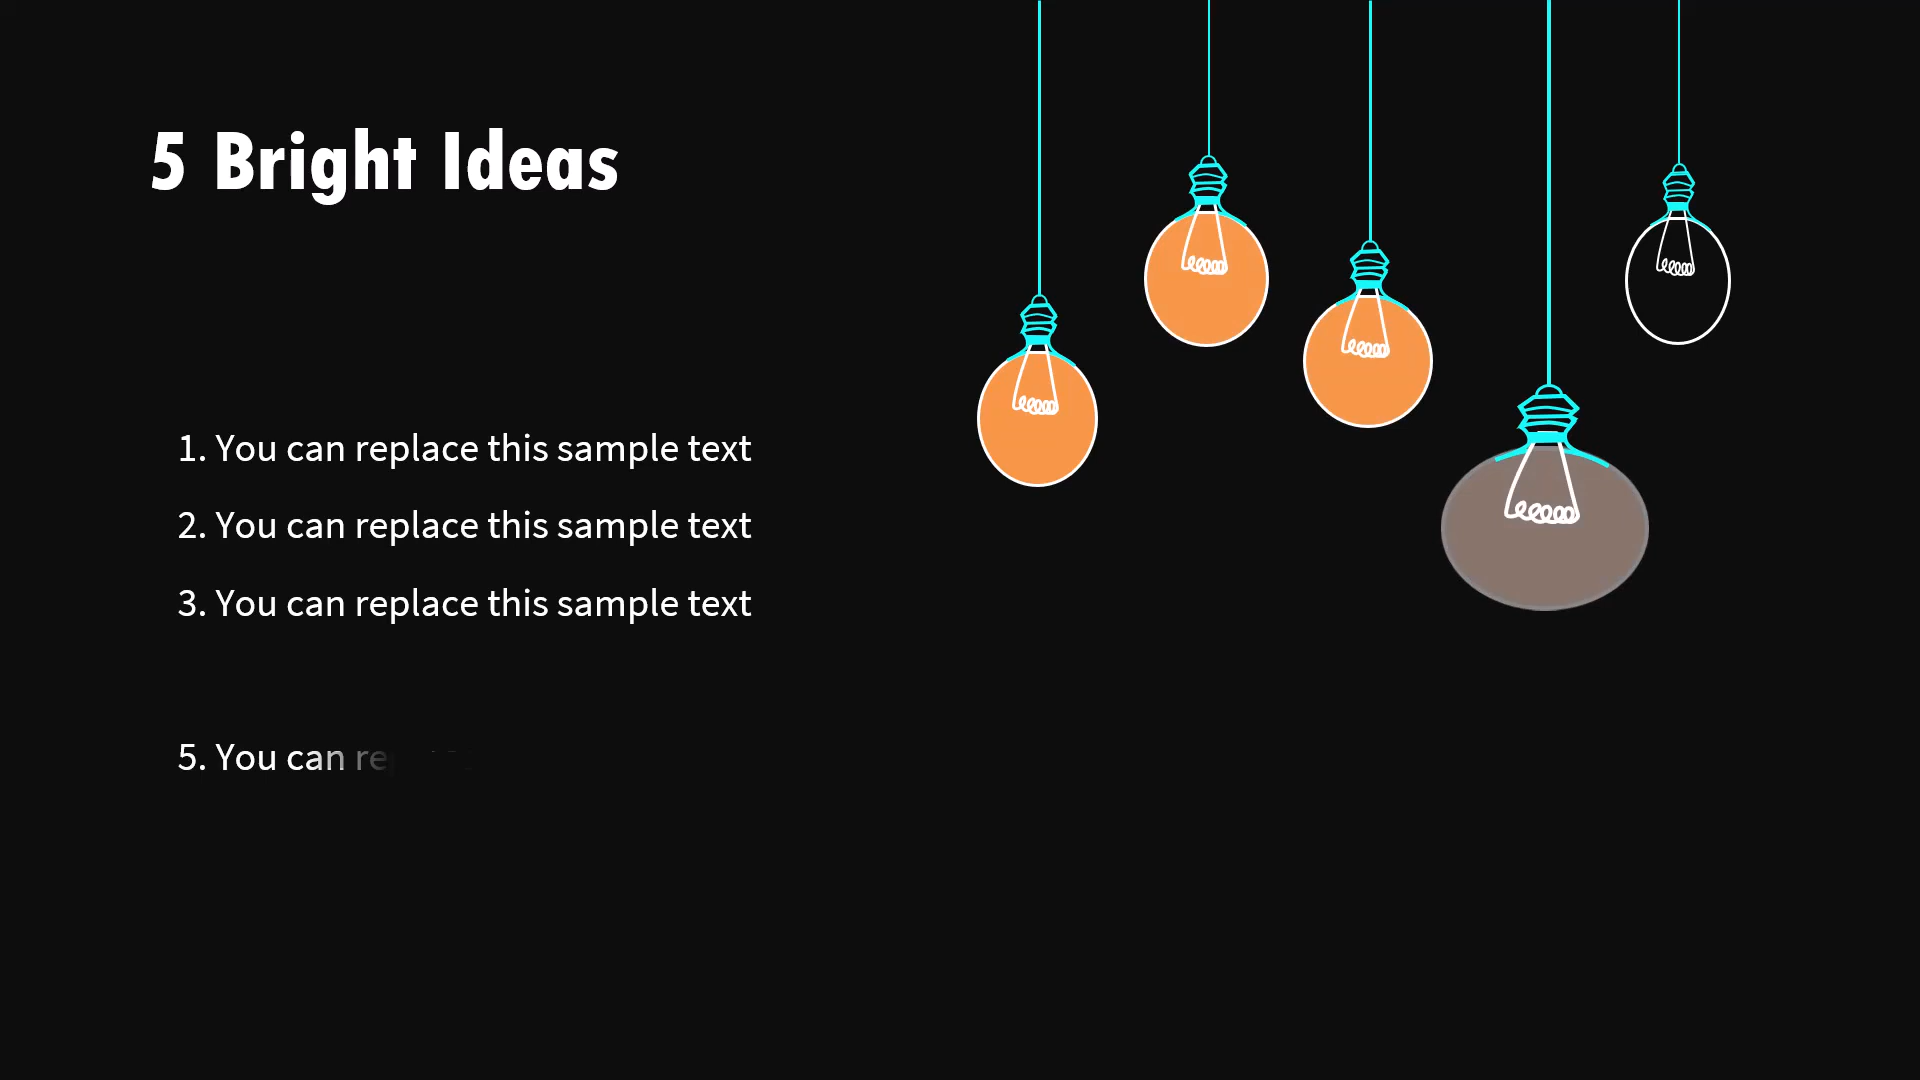 5 Bright Ideas
1. You can replace this sample text
2. You can replace this sample text
3. You can replace this sample text
5. You can re